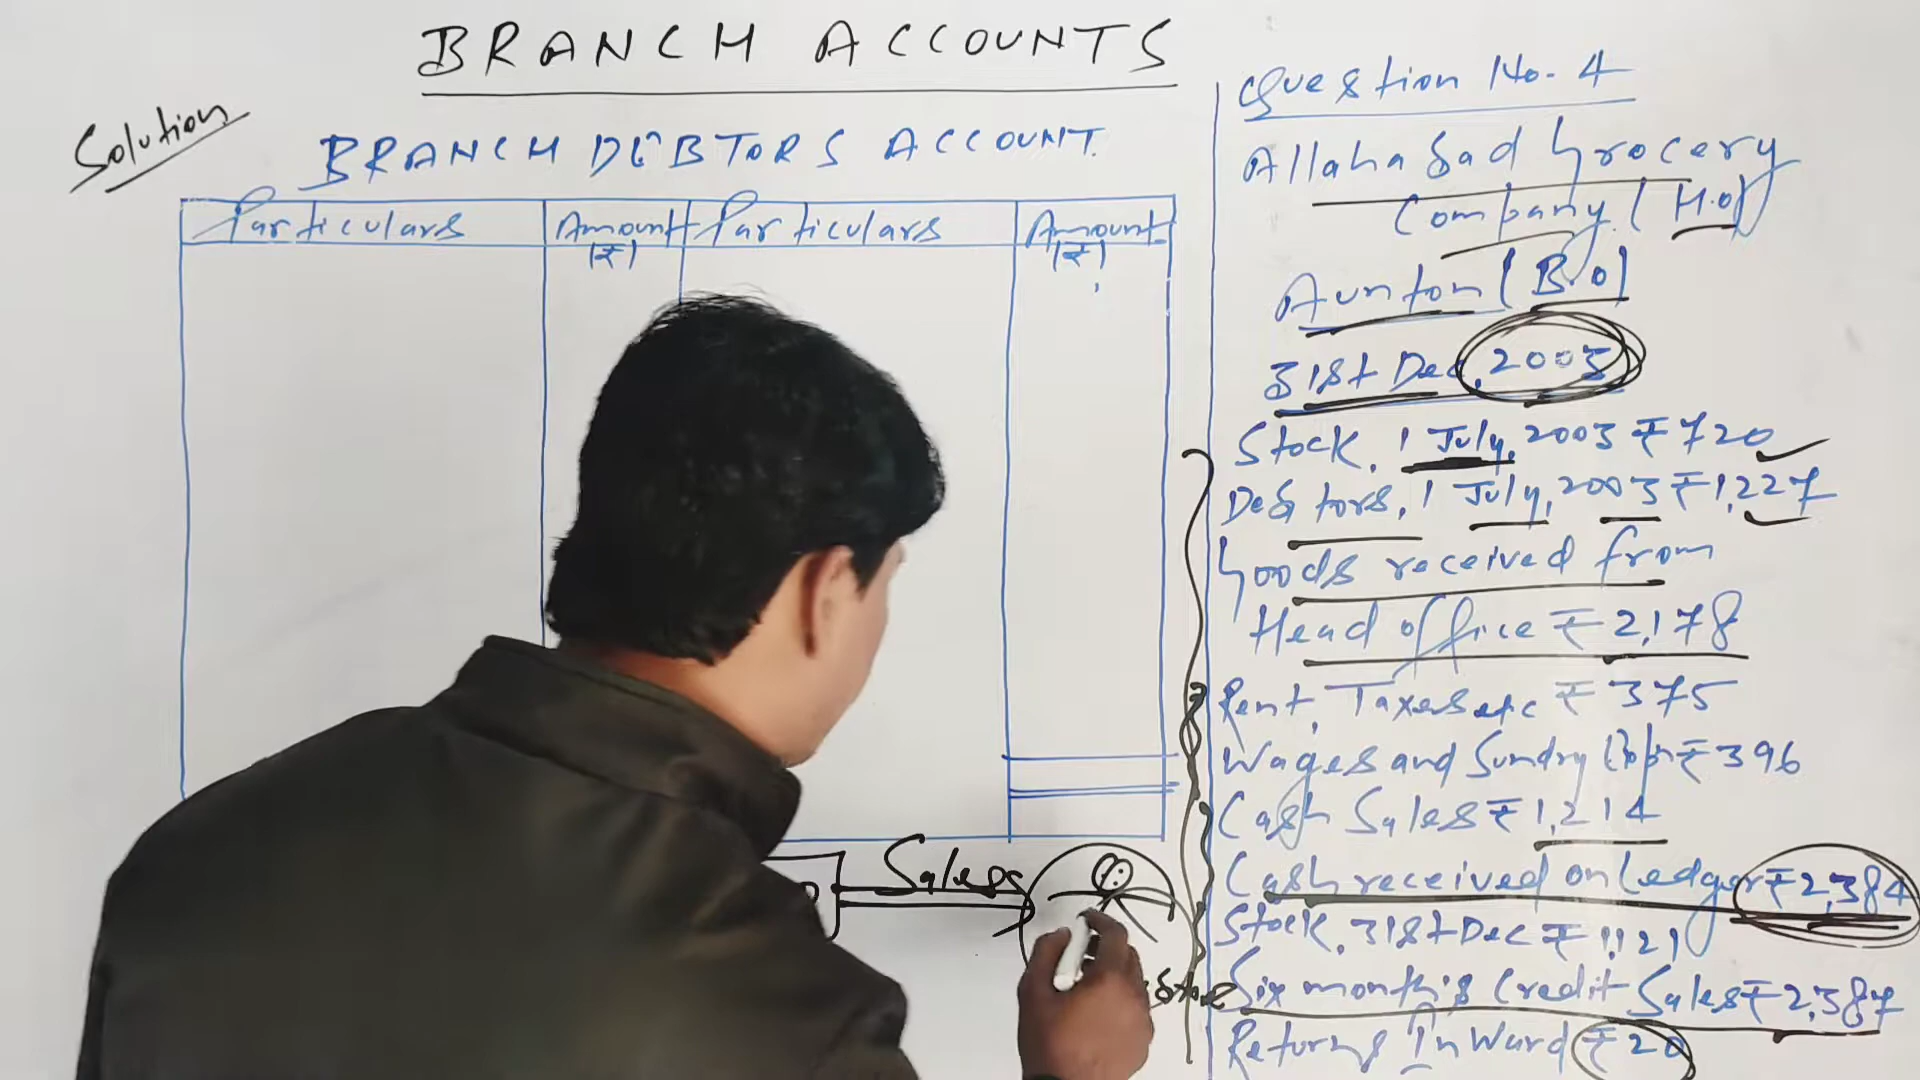 BRANCH ACCOUNTS
Solution
BRANCH DEBTORS ACCOUNT.
Particulars Amount (₹) Particulars Amount (₹)
Sales
Question No. 4
Allahabad Grocery
Company (H.O)
Aunton (B.O)
31st Dec, 2003
Stock, 1 July, 2003 ₹720
Debtors, 1 July, 2003 ₹1,227
Goods received from
Head office ₹2,178
Rent, Taxes etc ₹375
Wages and Sundry ₹396
Cash Sales ₹1,214
Cash received on Ledger ₹2,384
Stock, 31st Dec ₹1,121
Six month's Credit Sales ₹2,387
Returns InWard ₹20